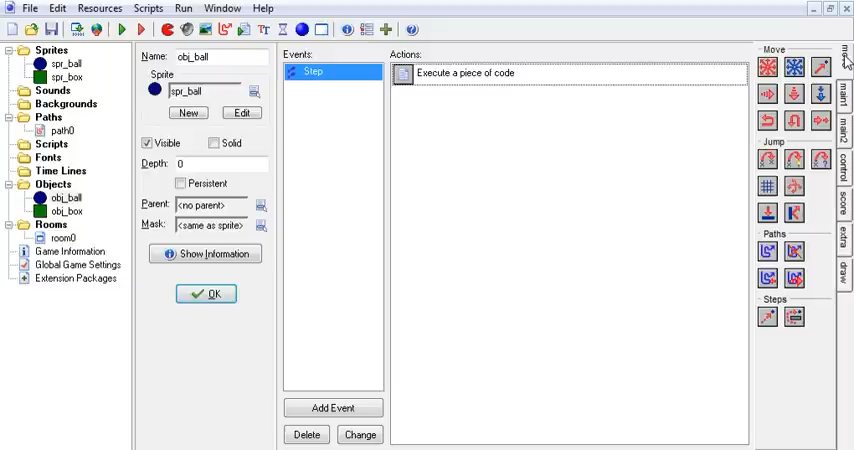 File Edit Resources Scripts Run Window Help
Sprites
spr_ball
spr_box
Sounds
Backgrounds
Paths
path0
Scripts
Fonts
Time Lines
Objects
obj_ball
obj_box
Rooms
room0
Game Information
Global Game Settings
Extension Packages
Name: obj_ball
Sprite
spr_ball
New Edit
Visible Solid
Depth: 0
Persistent
Parent: <no parent>
Mask: <same as sprite>
Show Information
OK
Events:
Step
Add Event
Delete Change
Actions:
Execute a piece of code
Move
Jump
Paths
Steps
main1
main2
control
score
extra
draw